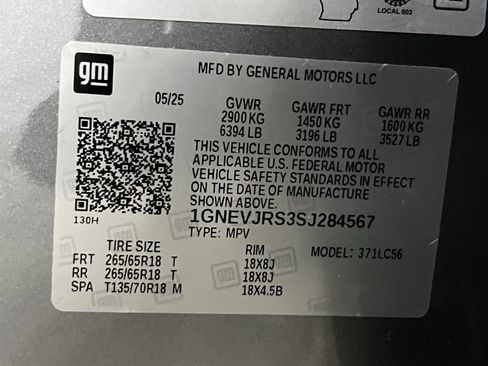 LOCAL 602
gm
MFD BY GENERAL MOTORS LLC
05/25 GVWR GAWR FRT GAWR RR
2900 KG 1450 KG 1600 KG
6394 LB 3196 LB 3527 LB
THIS VEHICLE CONFORMS TO ALL
APPLICABLE U.S. FEDERAL MOTOR
VEHICLE SAFETY STANDARDS IN EFFECT
ON THE DATE OF MANUFACTURE
SHOWN ABOVE.
1GNEVJRS3SJ284567
130H
TYPE: MPV
TIRE SIZE RIM MODEL: 371LC56
FRT 265/65R18 T 18X8J
RR 265/65R18 T 18X8J
SPA T135/70R18 M 18X4.5B